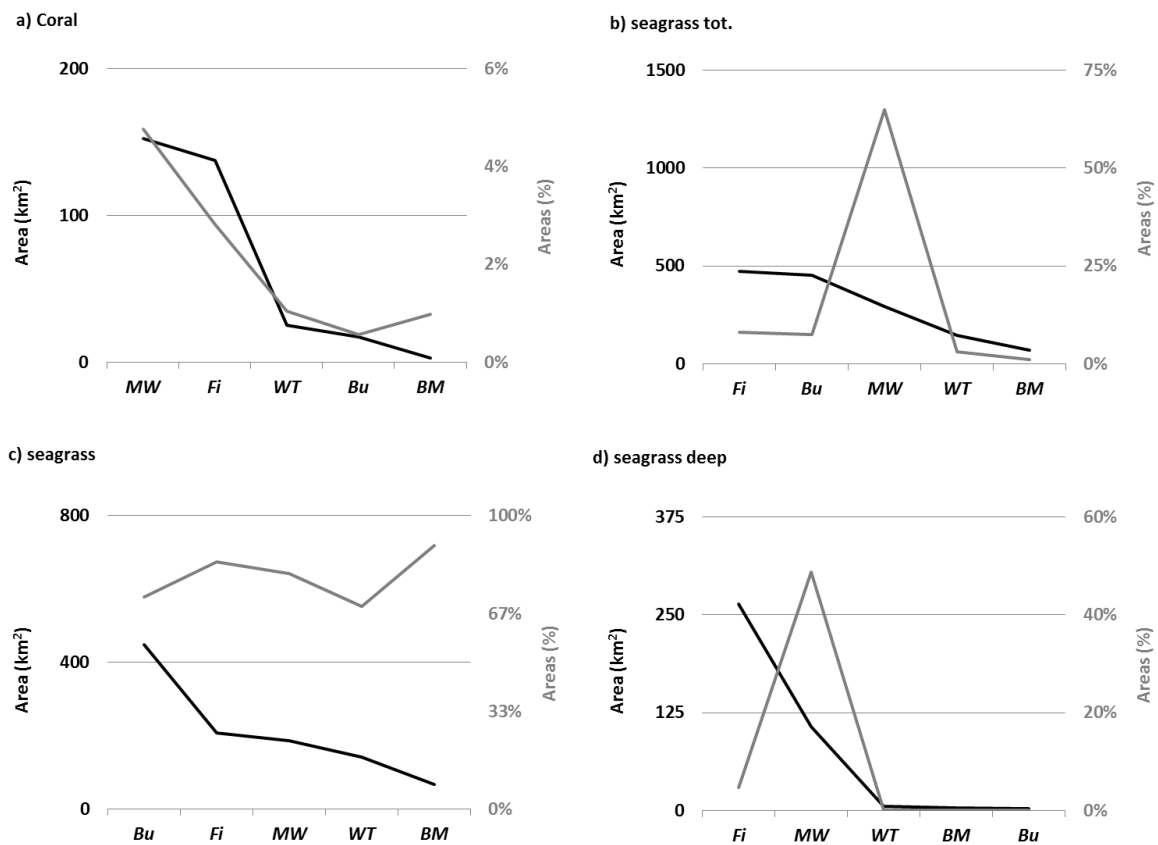 a) Coral
200
100
0
Area (km²)
6%
4%
2%
0%
Areas (%)
MW Fi WT Bu BM
b) seagrass tot.
1500
1000
500
0
Area (km²)
75%
50%
25%
0%
Areas (%)
Fi Bu MW WT BM
c) seagrass
800
400
0
Area (km²)
100%
67%
33%
0%
Areas (%)
Bu Fi MW WT BM
d) seagrass deep
375
250
125
0
Area (km²)
60%
40%
20%
0%
Areas (%)
Fi MW WT BM Bu